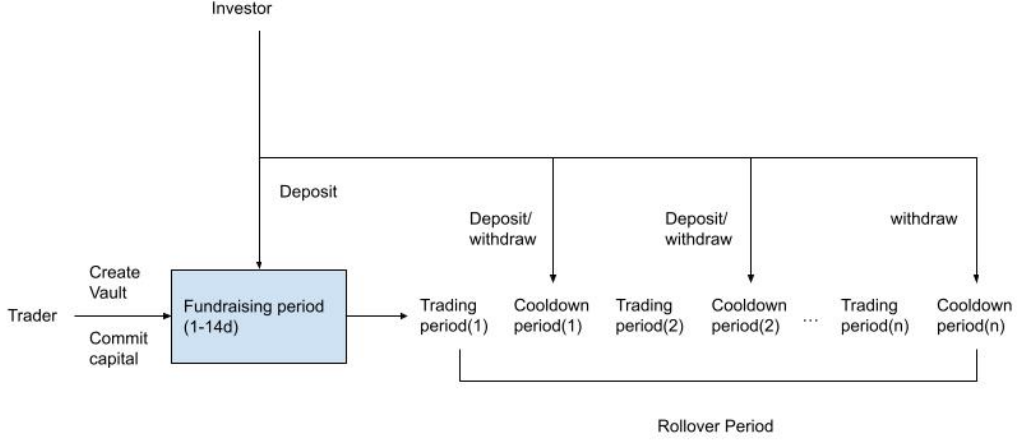 Investor
Deposit
Deposit/
withdraw
Deposit/
withdraw
withdraw
Create
Vault
Trader
Commit
capital
Fundraising period
(1-14d)
Trading
period(1)
Cooldown
period(1)
Trading
period(2)
Cooldown
period(2)
...
Trading
period(n)
Cooldown
period(n)
Rollover Period